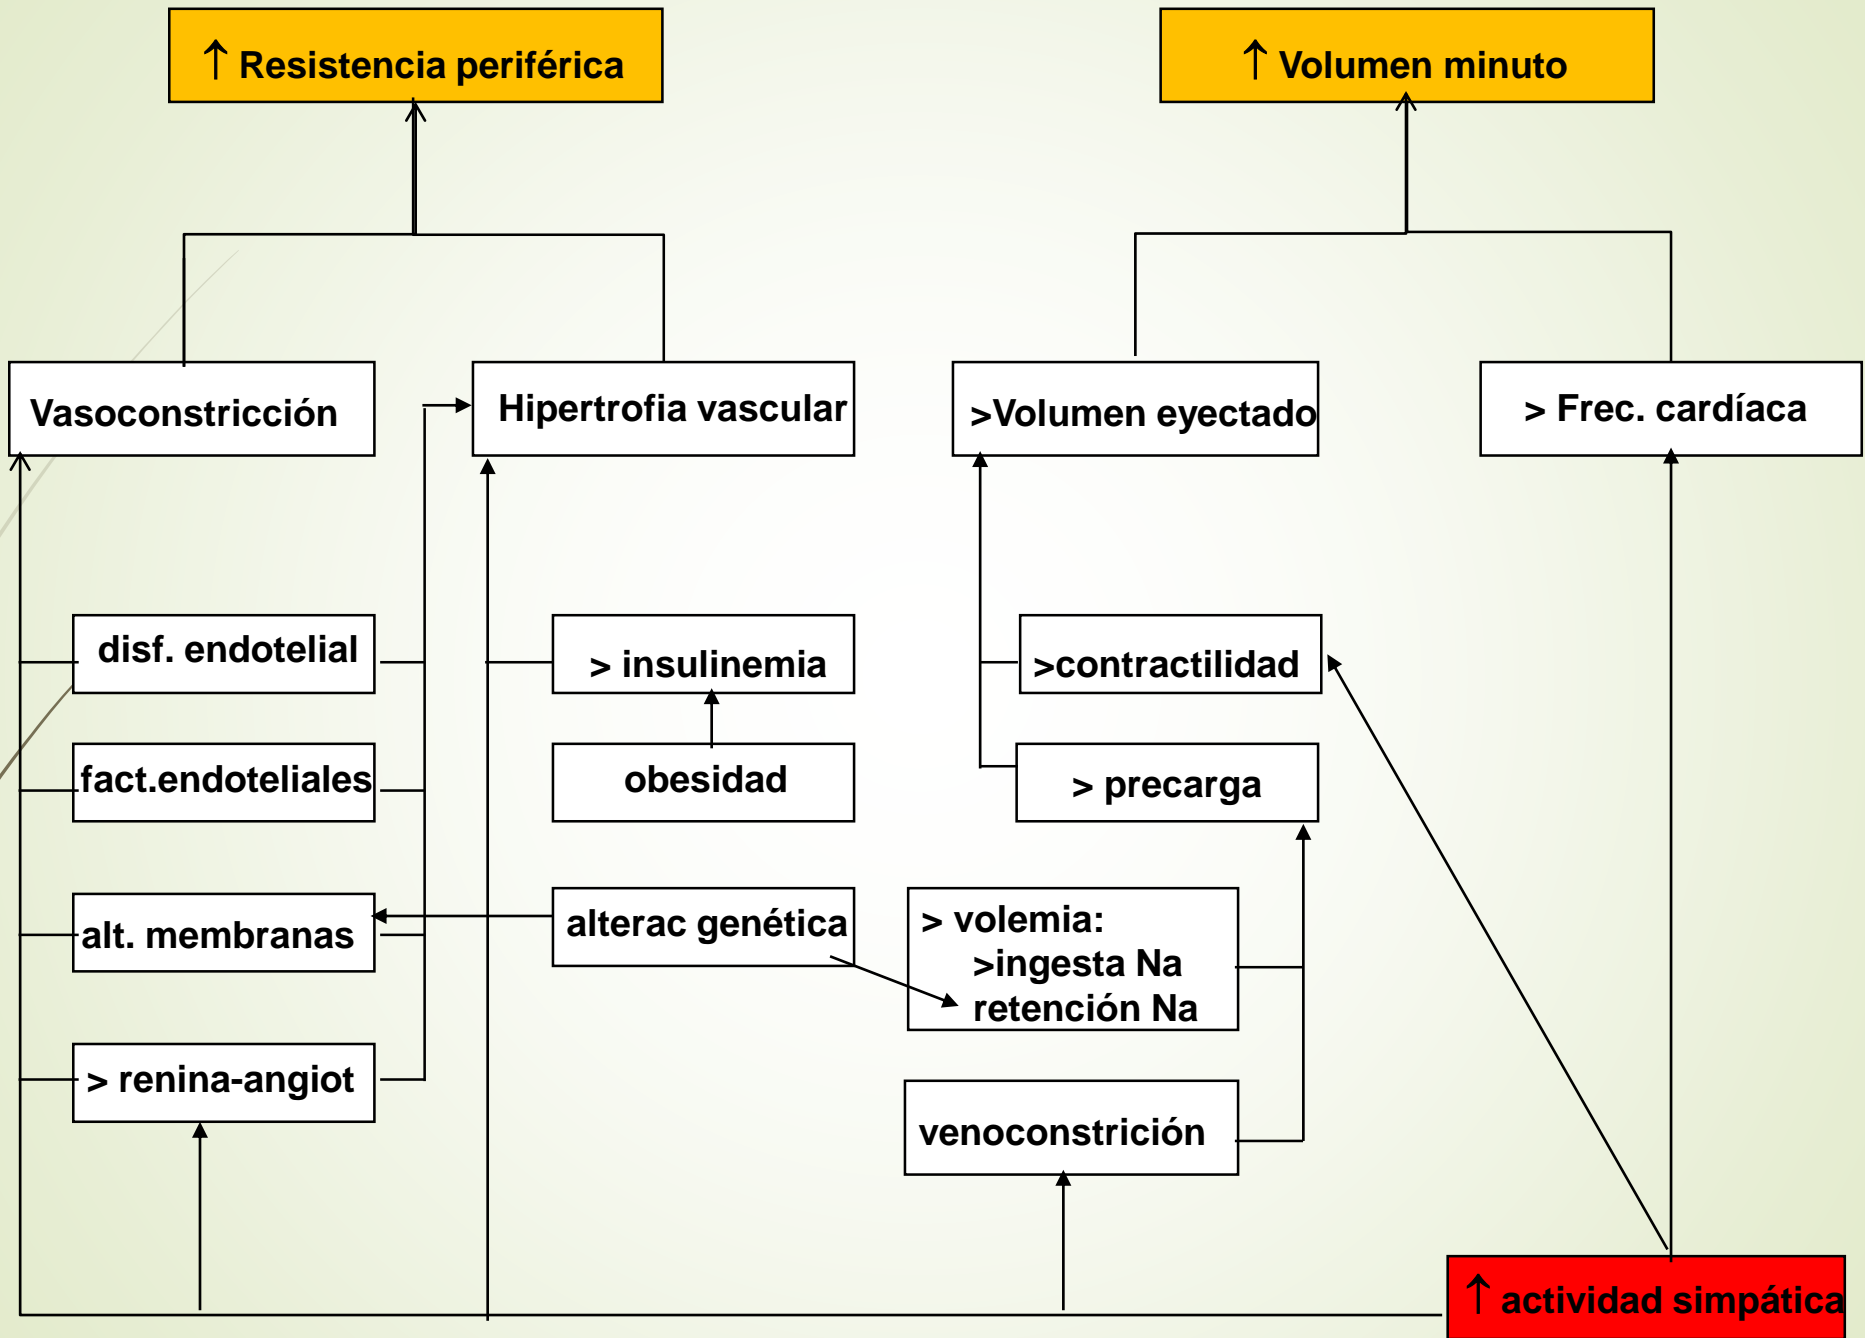 ↑ Resistencia periférica
↑ Volumen minuto
Vasoconstricción
Hipertrofia vascular
>Volumen eyectado
> Frec. cardíaca
disf. endotelial
> insulinemia
>contractilidad
fact.endoteliales
obesidad
> precarga
alt. membranas
alterac genética
> volemia:
>ingesta Na
retención Na
> renina-angiot
venoconstrición
↑ actividad simpática